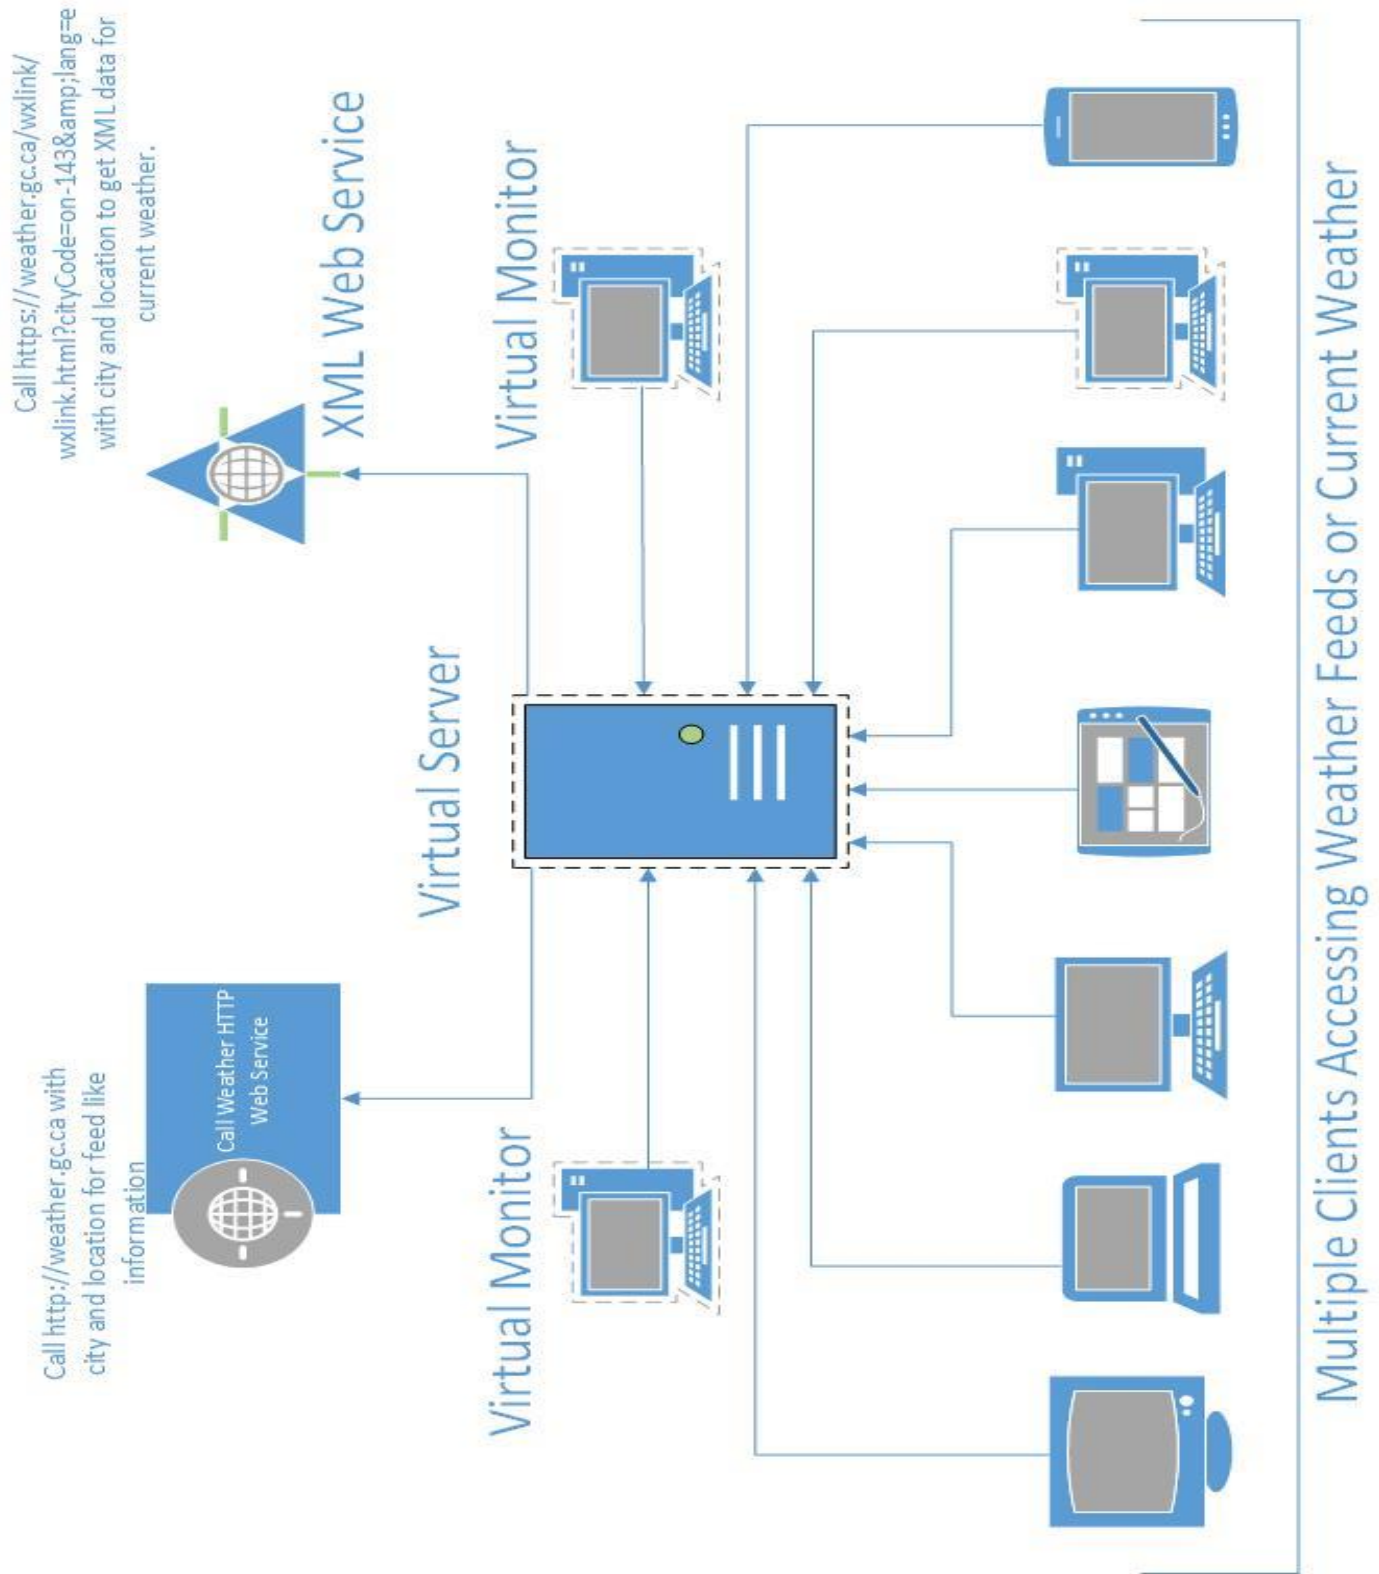 Call http://weather.gc.ca with
city and location for feed like
information
Call Weather HTTP
Web Service
Call https://weather.gc.ca/wxlink/
wxlink.html?cityCode=on-143&amp;lang=e
with city and location to get XML data for
current weather.
XML Web Service
Virtual Server
Virtual Monitor
Virtual Monitor
Multiple Clients Accessing Weather Feeds or Current Weather